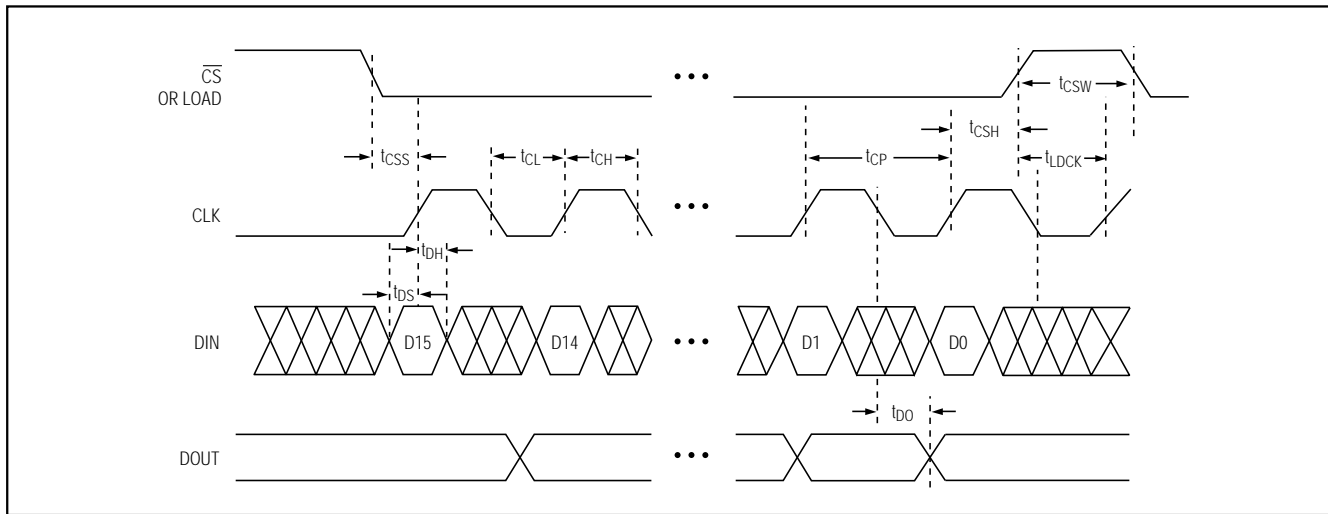 CS
OR LOAD
tCSW
tCSH
tCSS
tCL
tCH
tCP
tLDCK
CLK
tDH
tDS
DIN
D15
D14
D1
D0
tDO
DOUT